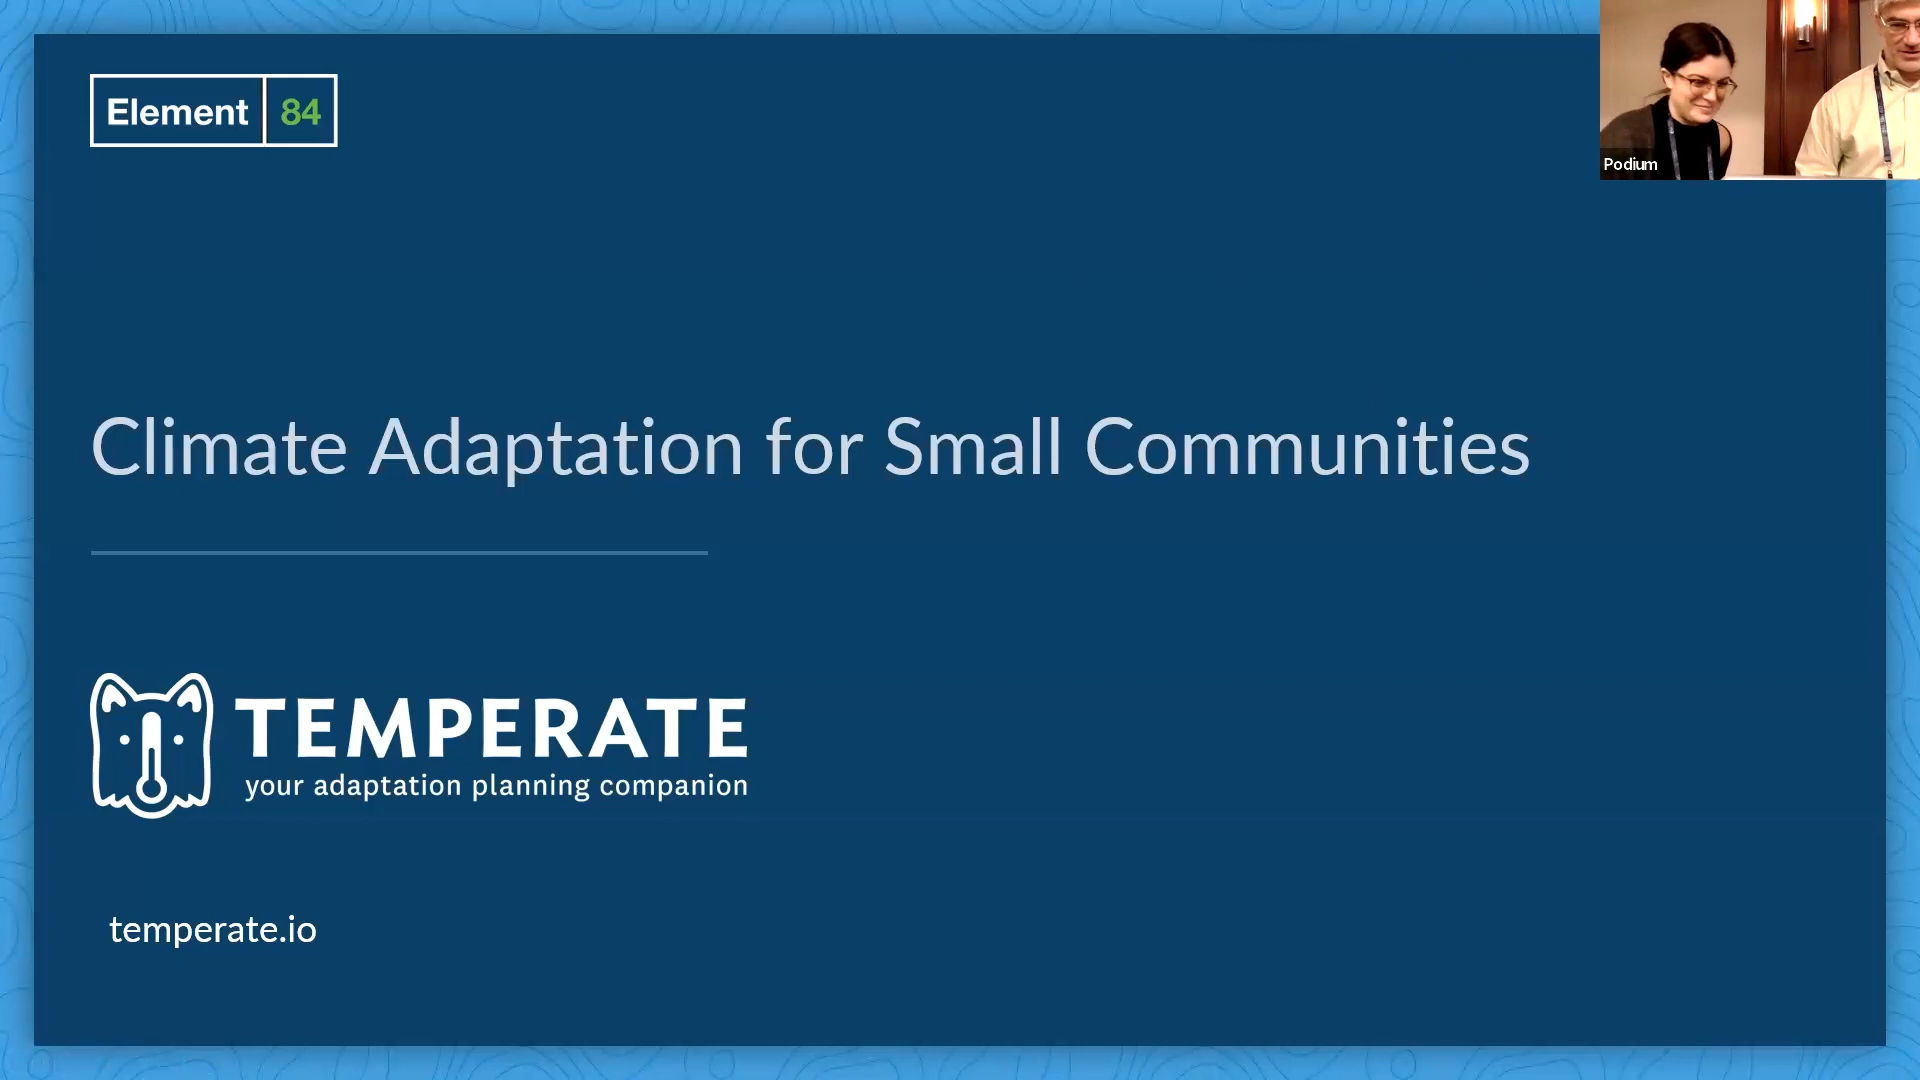 Element 84
Podium
Climate Adaptation for Small Communities
TEMPERATE
your adaptation planning companion
temperate.io